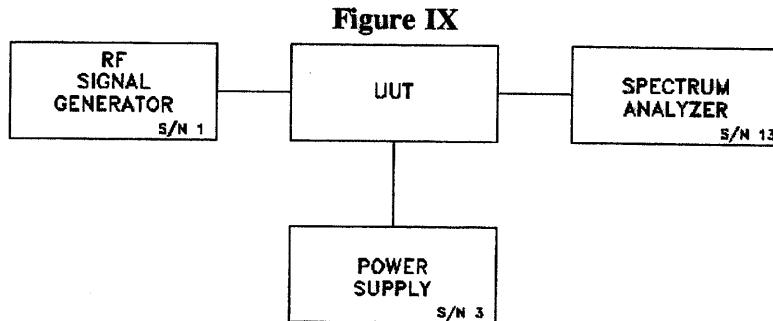 Figure IX
RF
SIGNAL
GENERATOR
S/N 1
UUT
SPECTRUM
ANALYZER
S/N 13
POWER
SUPPLY
S/N 3